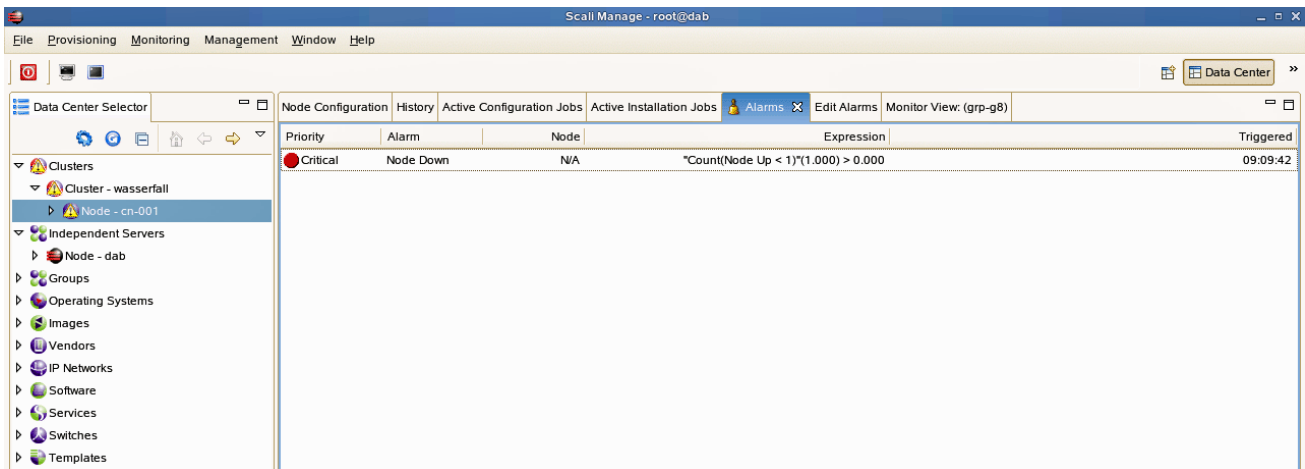 Scali Manage - root@dab
File Provisioning Monitoring Management Window Help
Data Center »
Data Center Selector
Node Configuration History Active Configuration Jobs Active Installation Jobs Alarms Edit Alarms Monitor View: (grp-g8)
Priority Alarm Node Expression Triggered
Critical Node Down N/A "Count(Node Up < 1)"(1.000) > 0.000 09:09:42
Clusters
Cluster - wasserfall
Node - cn-001
Independent Servers
Node - dab
Groups
Operating Systems
Images
Vendors
IP Networks
Software
Services
Switches
Templates